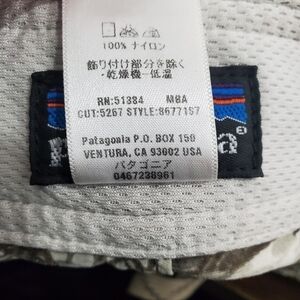 100% ナイロン
飾り付け部分を除く
・乾燥機・低温
RN:51884 MBA
CUT:5267 STYLE:8677157
Patagonia P.O. BOX 150
VENTURA, CA 93002 USA
パタゴニア
0467238961